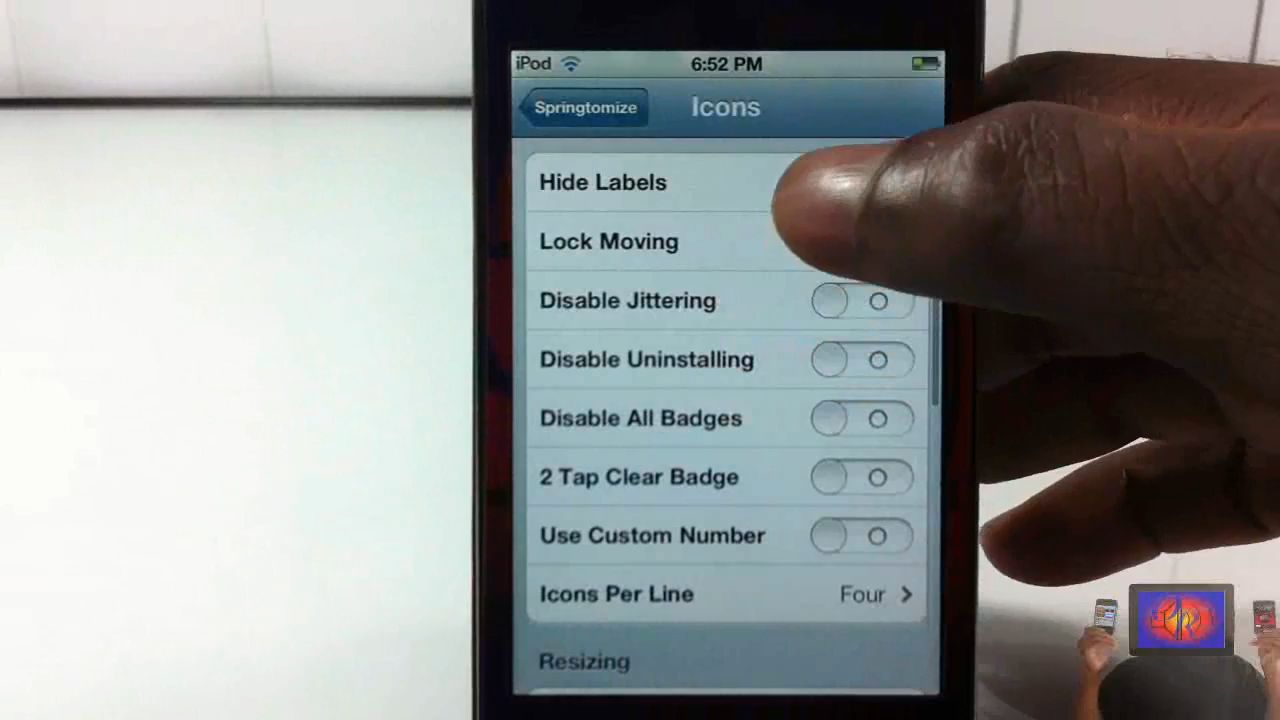 iPod 6:52 PM
Springtomize Icons
Hide Labels
Lock Moving
Disable Jittering
Disable Uninstalling
Disable All Badges
2 Tap Clear Badge
Use Custom Number
Icons Per Line Four
Resizing